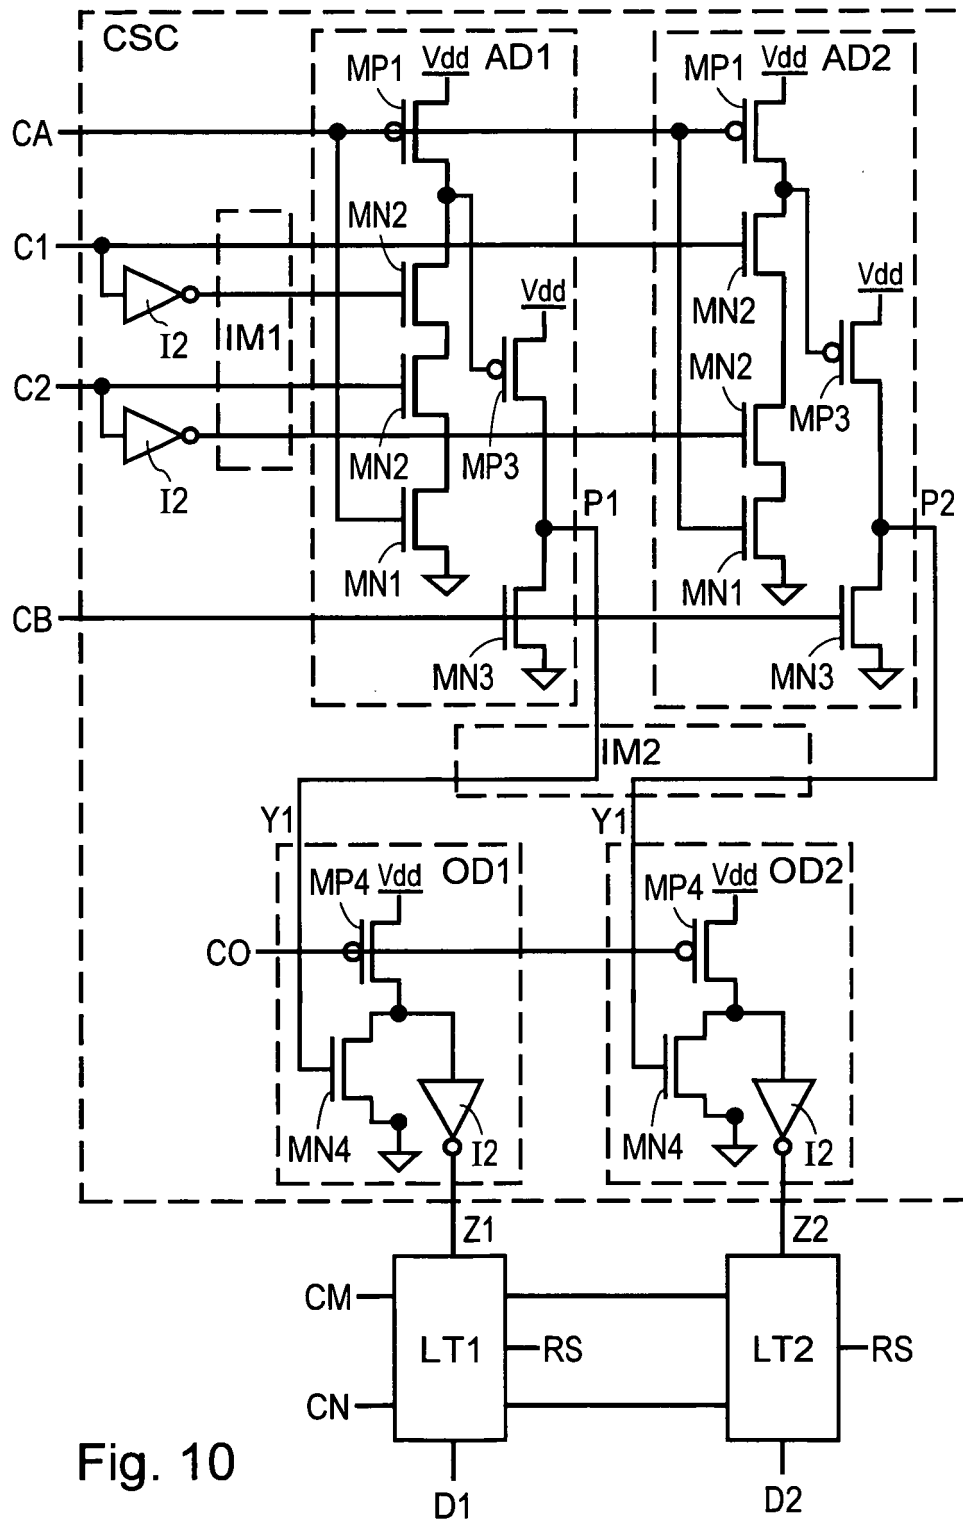 CSC
AD1
AD2
MP1
Vdd
MP1
Vdd
CA
MN2
C1
Vdd
MN2
Vdd
I2
IM1
MN2
C2
MP3
MN2
MP3
I2
P1
P2
MN1
MN1
CB
MN3
MN3
IM2
Y1
Y1
OD1
OD2
MP4
Vdd
MP4
Vdd
CO
MN4
I2
MN4
I2
Z1
Z2
CM
LT1
RS
LT2
RS
CN
Fig. 10
D1
D2